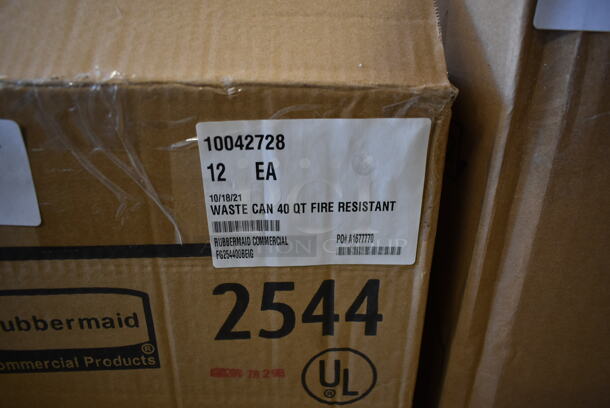 10042728
12 EA
10/18/21
WASTE CAN 40 QT FIRE RESISTANT
RUBBERMAID COMMERCIAL PO# A1677770
FG254400BEIG
2544
ubbermaid
®
ommercial Products
UL
®